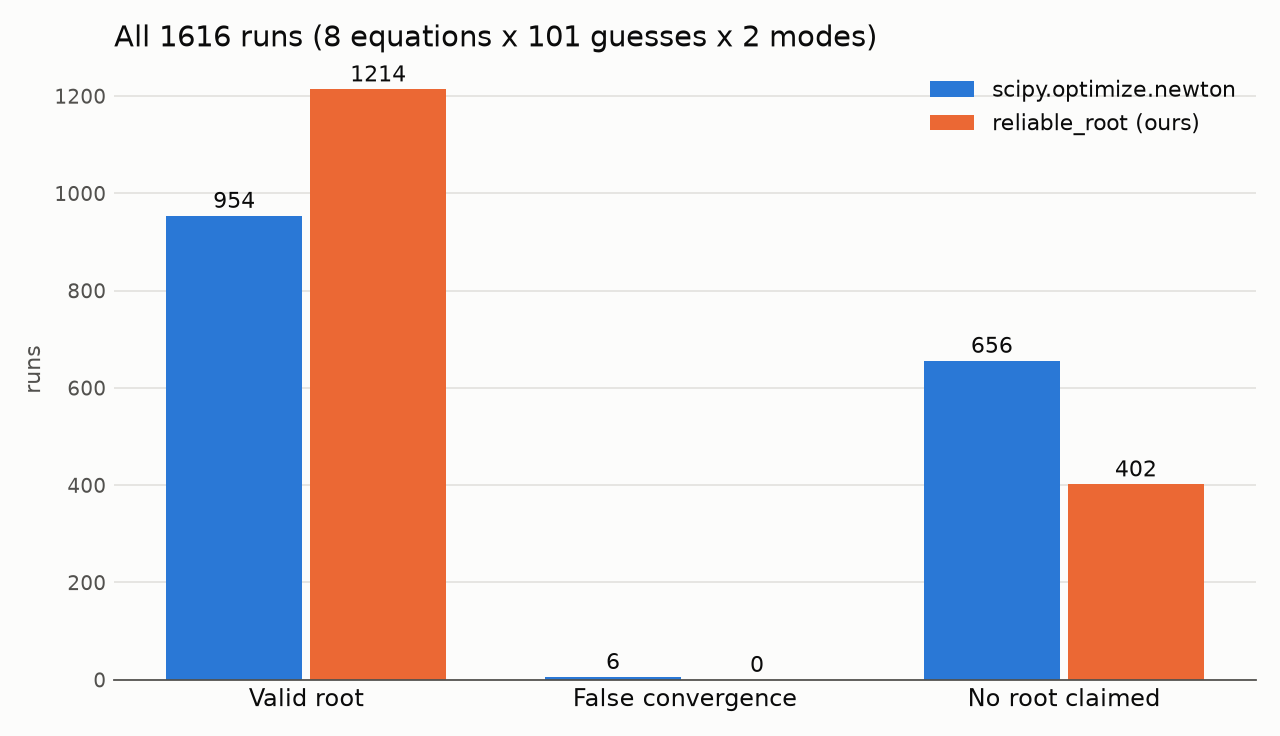 All 1616 runs (8 equations x 101 guesses x 2 modes)
scipy.optimize.newton
reliable_root (ours)
runs
1200
1000
800
600
400
200
0
954
1214
6
0
656
402
Valid root
False convergence
No root claimed